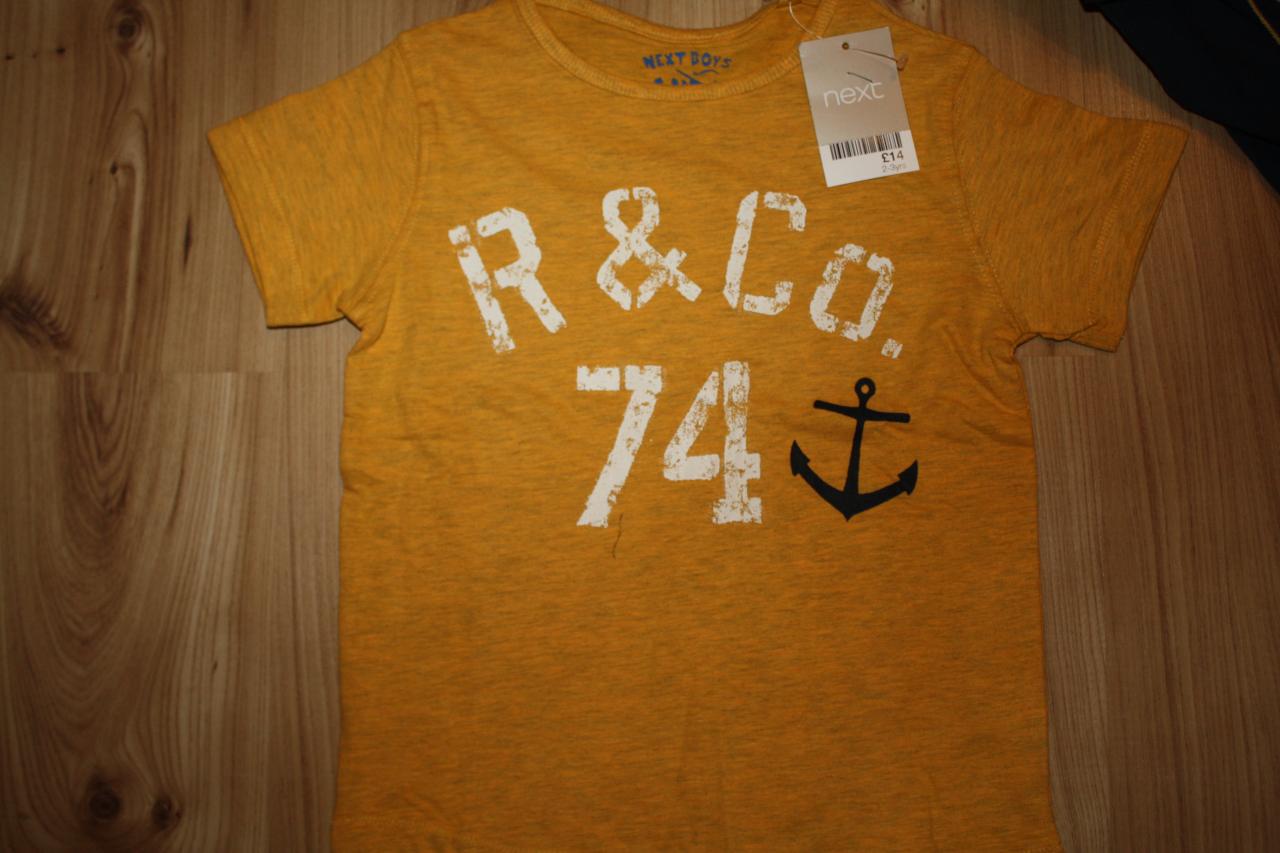 NEXT BOYS
next
£14
2-3yrs
R & Co.
74